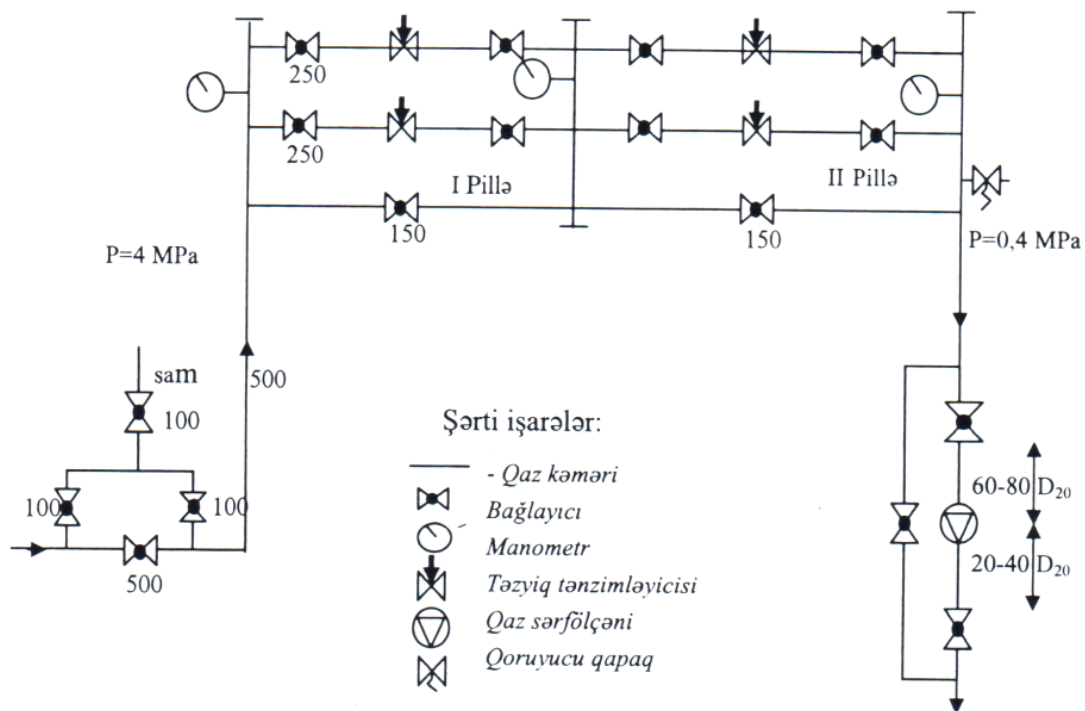 250
250
I Pillə
II Pillə
150
150
P=4 MPa
P=0,4 MPa
şam
500
100
100
100
500
60-80 D20
20-40 D20
Şərti işarələr:
- Qaz kəməri
Bağlayıcı
Manometr
Təzyiq tənzimləyicisi
Qaz sərfölçəni
Qoruyucu qapaq